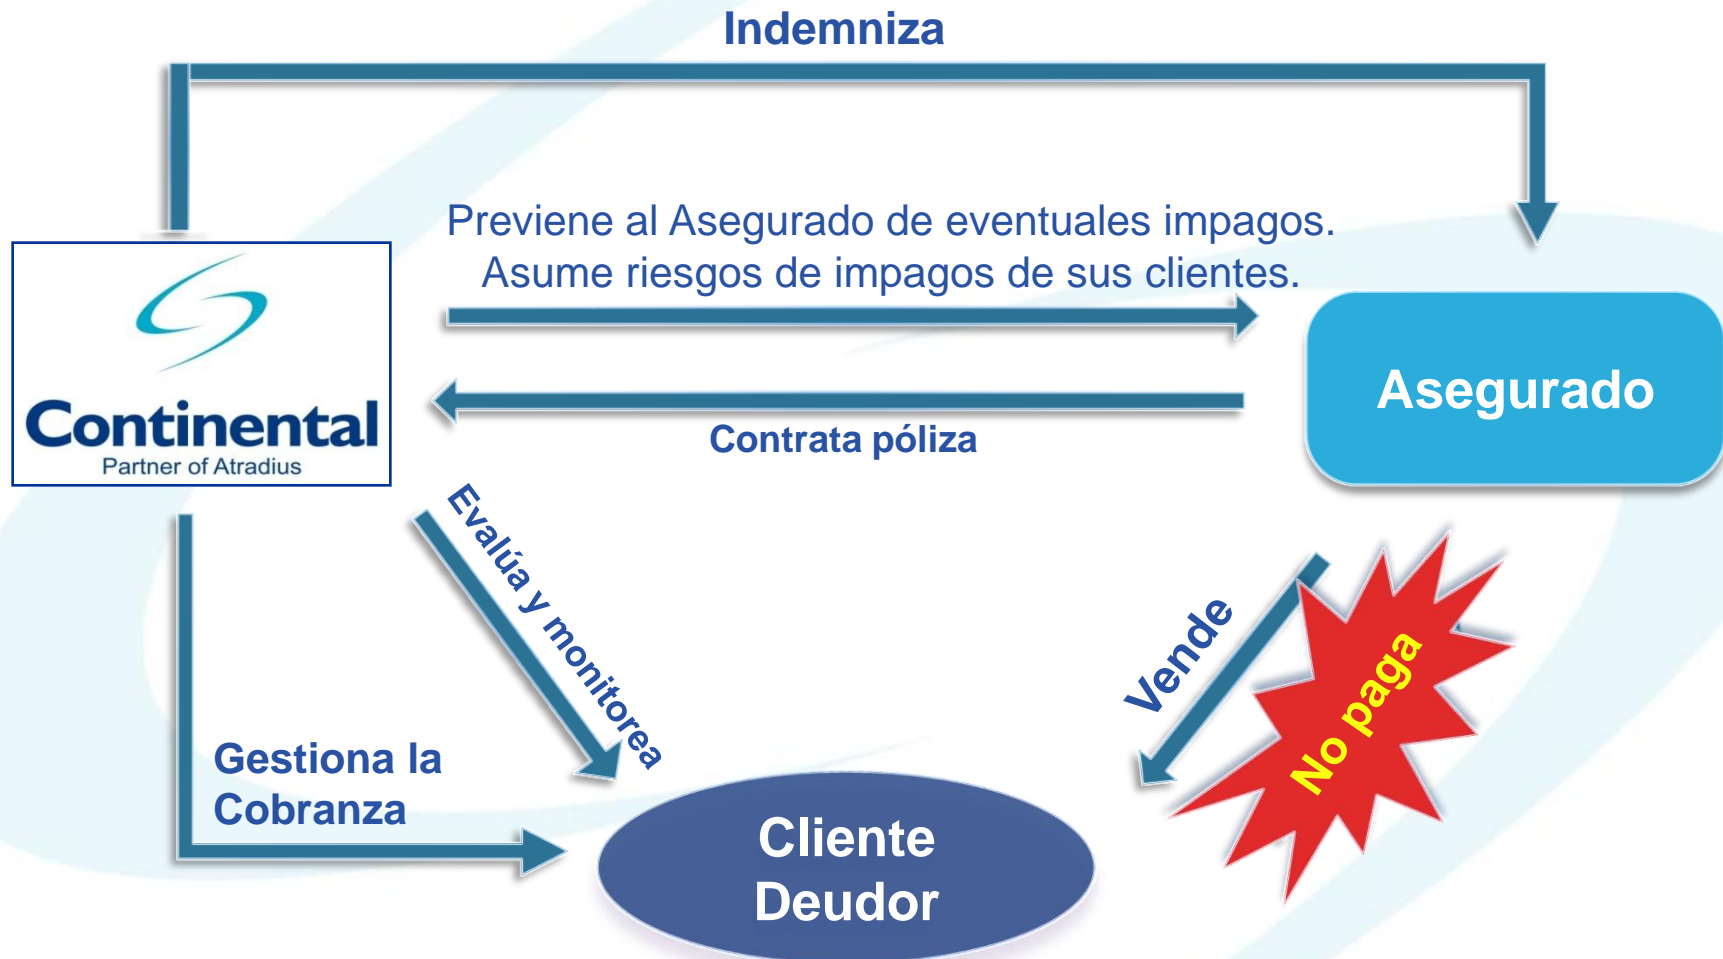 Indemniza
Previene al Asegurado de eventuales impagos.
Asume riesgos de impagos de sus clientes.
Continental
Partner of Atradius
Asegurado
Contrata póliza
Evalúa y monitorea
Vende
No paga
Gestiona la
Cobranza
Cliente
Deudor